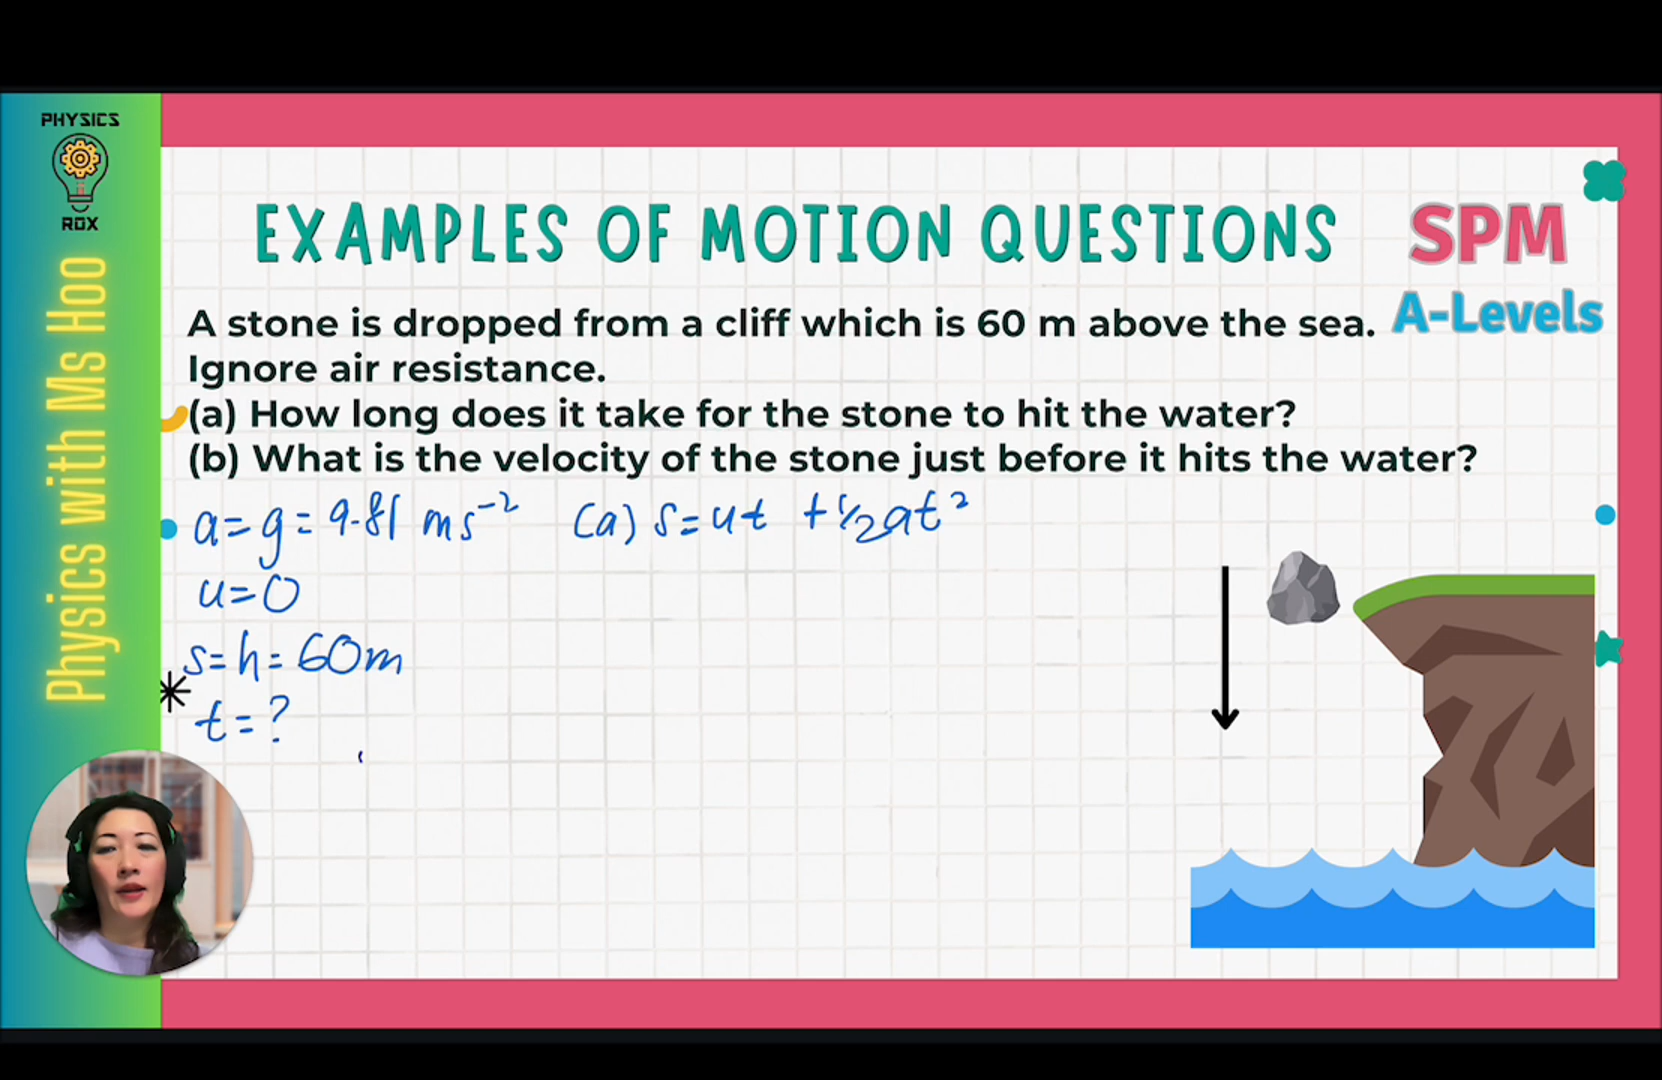 PHYSICS
ROX
Physics with Ms Hoo
EXAMPLES OF MOTION QUESTIONS
SPM
A-Levels
A stone is dropped from a cliff which is 60 m above the sea.
Ignore air resistance.
(a) How long does it take for the stone to hit the water?
(b) What is the velocity of the stone just before it hits the water?
a=g=9.81 ms⁻²
u=0
s=h=60m
t=?
(a) s=ut +½at²